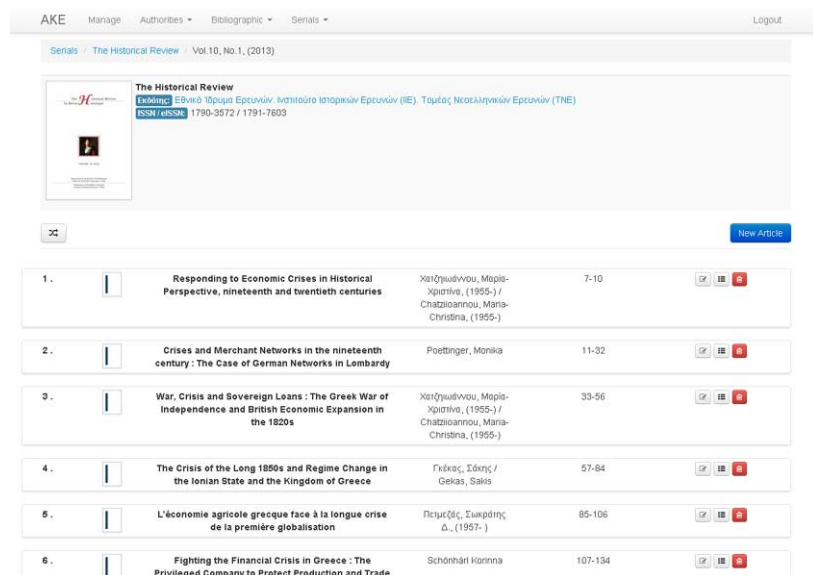 AKE Manage Authorities Bibliographic Serials Logout
Serials / The Historical Review / Vol.10, No.1, (2013)
The Historical Review
Εκδότης: Εθνικό Ίδρυμα Ερευνών. Ινστιτούτο Ιστορικών Ερευνών (ΙΙΕ). Τομέας Νεοελληνικών Ερευνών (ΤΝΕ)
ISSN / eISSN: 1790-3572 / 1791-7603
New Article
1 .
Responding to Economic Crises in Historical
Perspective, nineteenth and twentieth centuries
Χατζηιωάννου, Μαρία-
Χριστίνα, (1955-) /
Chatziioannou, Maria-
Christina, (1955-)
7-10
2 .
Crises and Merchant Networks in the nineteenth
century : The Case of German Networks in Lombardy
Poettinger, Monika
11-32
3 .
War, Crisis and Sovereign Loans : The Greek War of
Independence and British Economic Expansion in
the 1820s
Χατζηιωάννου, Μαρία-
Χριστίνα, (1955-) /
Chatziioannou, Maria-
Christina, (1955-)
33-56
4 .
The Crisis of the Long 1850s and Regime Change in
the Ionian State and the Kingdom of Greece
Γκέκας, Σάκης /
Gekas, Sakis
57-84
5 .
L'économie agricole grecque face à la longue crise
de la première globalisation
Πετμεζάς, Σωκράτης
Δ., (1957- )
85-106
6 .
Fighting the Financial Crisis in Greece : The
Privileged Company to Protect Production and Trade
Schönhärl Korinna
107-134